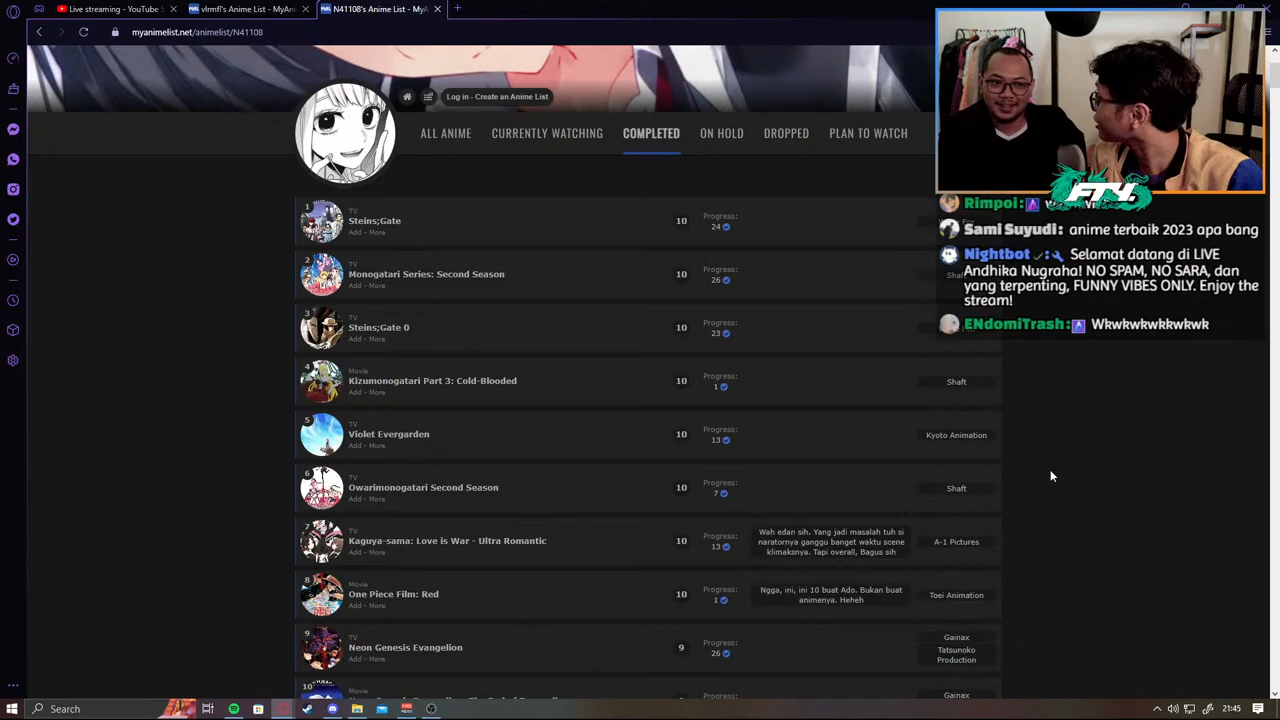 Live streaming - YouTube S
vlrmfl's Anime List - MyAni
N41108's Anime List - MyA
myanimelist.net/animelist/N41108
Log in - Create an Anime List
ALL ANIME
CURRENTLY WATCHING
COMPLETED
ON HOLD
DROPPED
PLAN TO WATCH
1
TV
Steins;Gate
Add - More
10
Progress:
24
2
TV
Monogatari Series: Second Season
Add - More
10
Progress:
26
Shaft
3
TV
Steins;Gate 0
Add - More
10
Progress:
23
4
Movie
Kizumonogatari Part 3: Cold-Blooded
Add - More
10
Progress:
1
Shaft
5
TV
Violet Evergarden
Add - More
10
Progress:
13
Kyoto Animation
6
TV
Owarimonogatari Second Season
Add - More
10
Progress:
7
Shaft
7
TV
Kaguya-sama: Love is War - Ultra Romantic
Add - More
10
Progress:
13
Wah edan sih. Yang jadi masalah tuh si
naratornya ganggu banget waktu scene
klimaksnya. Tapi overall, Bagus sih
A-1 Pictures
8
Movie
One Piece Film: Red
Add - More
10
Progress:
1
Ngga, ini, ini 10 buat Ado. Bukan buat
animenya. Heheh
Toei Animation
9
TV
Neon Genesis Evangelion
Add - More
9
Progress:
26
Gainax
Tatsunoko
Production
10
Movie
Progress:
Gainax
FTY.
Rimpoi:
Sami Suyudi: anime terbaik 2023 apa bang
Nightbot: Selamat datang di LIVE
Andhika Nugraha! NO SPAM, NO SARA, dan
yang terpenting, FUNNY VIBES ONLY. Enjoy the
stream!
ENdomiTrash: Wkwkwkwkkwkwk
Search
21:45